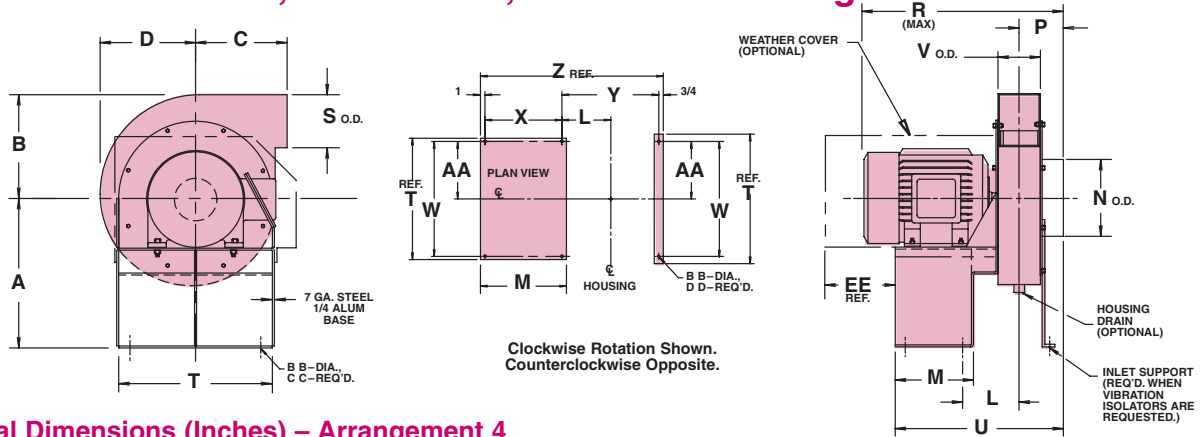 D
C
B
A
S O.D.
7 GA. STEEL
1/4 ALUM
BASE
B B–DIA.,
C C–REQ'D.
T
Z REF.
1
Y
3/4
X
L
AA
PLAN VIEW
AA
REF.
T
W
W
REF.
T
C
L
M
C
L
HOUSING
B B–DIA.,
D D–REQ'D.
Clockwise Rotation Shown.
Counterclockwise Opposite.
R
(MAX)
P
WEATHER COVER
(OPTIONAL)
V O.D.
N O.D.
EE
REF.
HOUSING
DRAIN
(OPTIONAL)
M
L
U
INLET SUPPORT
(REQ'D. WHEN
VIBRATION
ISOLATORS ARE
REQUESTED.)
al Dimensions (Inches) – Arrangement 4